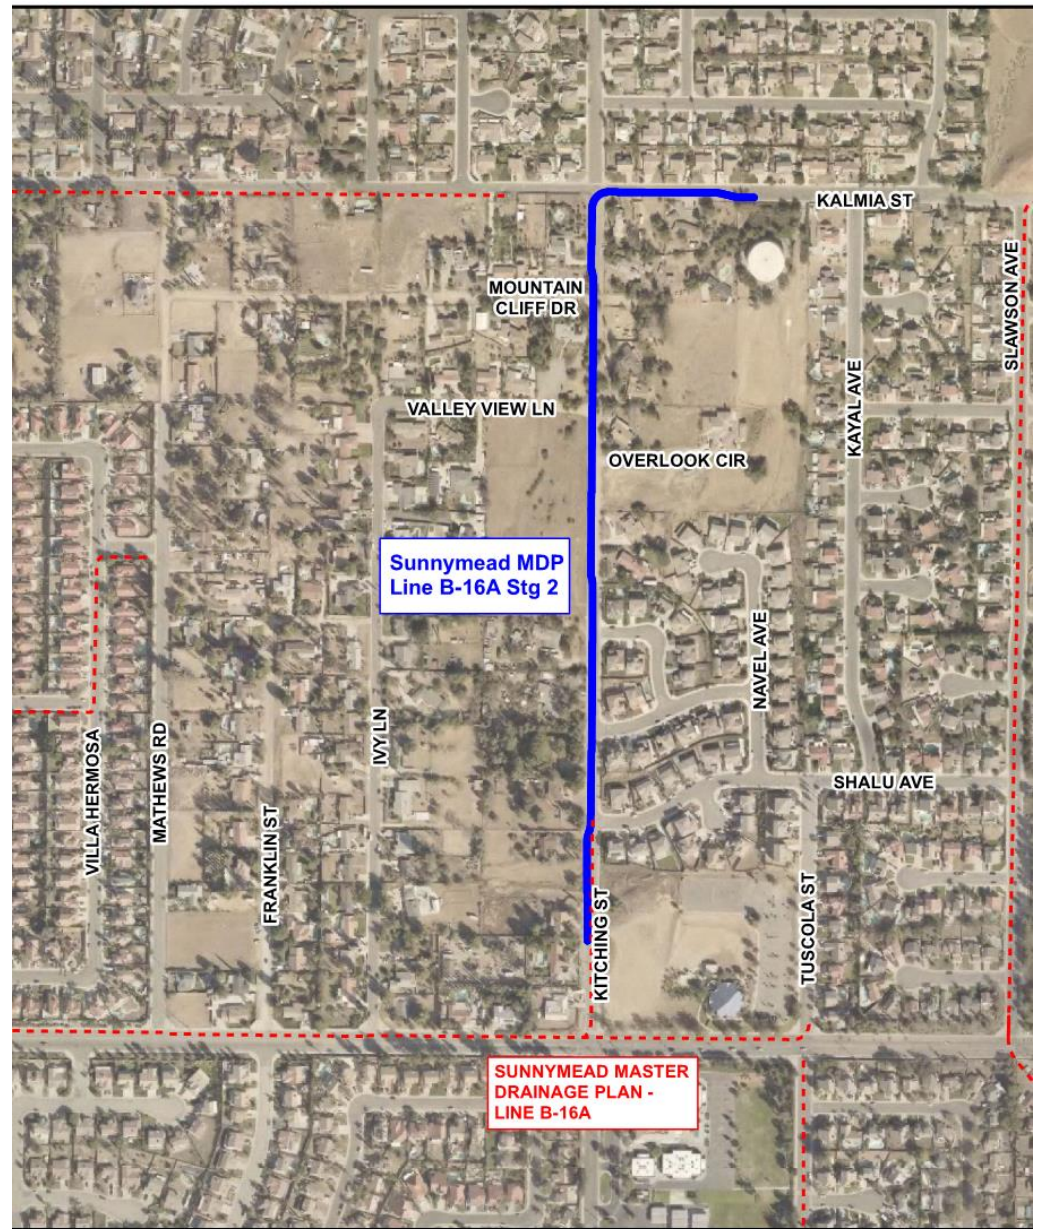 KALMIA ST
SLAWSON AVE
MOUNTAIN
CLIFF DR
VALLEY VIEW LN
KAYAL AVE
OVERLOOK CIR
Sunnymead MDP
Line B-16A Stg 2
NAVEL AVE
IVY LN
VILLA HERMOSA
MATHEWS RD
SHALU AVE
FRANKLIN ST
KITCHING ST
TUSCOLA ST
SUNNYMEAD MASTER
DRAINAGE PLAN -
LINE B-16A